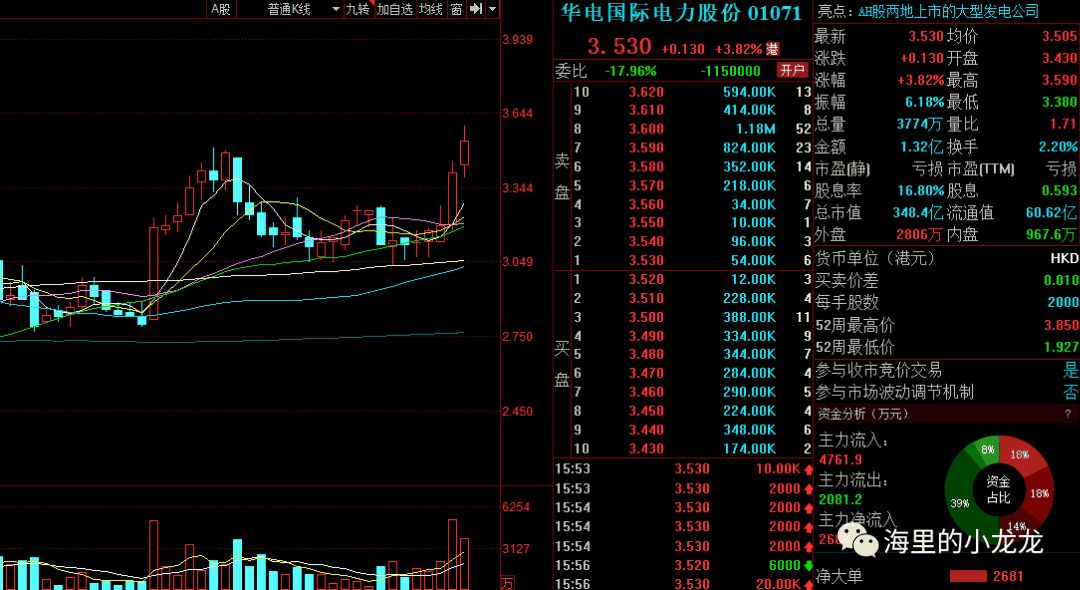 A股 普通K线 九转 加自选 均线 窗
3.939
3.644
3.344
3.049
2.750
2.450
6254
3127
万
华电国际电力股份 01071
3.530 +0.130 +3.82% 港
委比 -17.96% -1150000 开户
卖盘
10 3.620 594.00K 13
9 3.610 414.00K 8
8 3.600 1.18M 52
7 3.590 824.00K 23
6 3.580 352.00K 14
5 3.570 218.00K 6
4 3.560 34.00K 7
3 3.550 10.00K 1
2 3.540 96.00K 3
1 3.530 54.00K 6
买盘
1 3.520 12.00K 3
2 3.510 228.00K 4
3 3.500 388.00K 11
4 3.490 334.00K 9
5 3.480 344.00K 7
6 3.470 284.00K 4
7 3.460 290.00K 5
8 3.450 224.00K 4
9 3.440 348.00K 6
10 3.430 174.00K 2
15:53 3.530 10.00K
15:53 3.530 2000
15:54 3.530 2000
15:54 3.530 2000
15:54 3.530 2000
15:56 3.520 6000
15:56 3.530 20.00K
亮点：AH股两地上市的大型发电公司
最新 3.530 均价 3.505
涨跌 +0.130 开盘 3.430
涨幅 +3.82% 最高 3.590
振幅 6.18% 最低 3.380
总量 3774万 量比 1.71
金额 1.32亿 换手 2.20%
市盈(静) 亏损 市盈(TTM) 亏损
股息率 16.80% 股息 0.593
总市值 348.4亿 流通值 60.62亿
外盘 2806万 内盘 967.6万
货币单位（港元） HKD
买卖价差 0.010
每手股数 2000
52周最高价 3.850
52周最低价 1.927
参与收市竞价交易 是
参与市场波动调节机制 否
资金分析（万元） ?
主力流入：
4761.9
主力流出：
2081.2
主力净流入
资金占比
8%
18%
18%
14%
39%
海里的小龙龙
净大单 2681